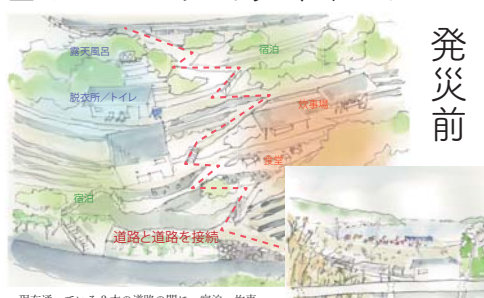 発災前
露天風呂
宿泊
脱衣所／トイレ
炊事場
食堂
宿泊
道路と道路を接続